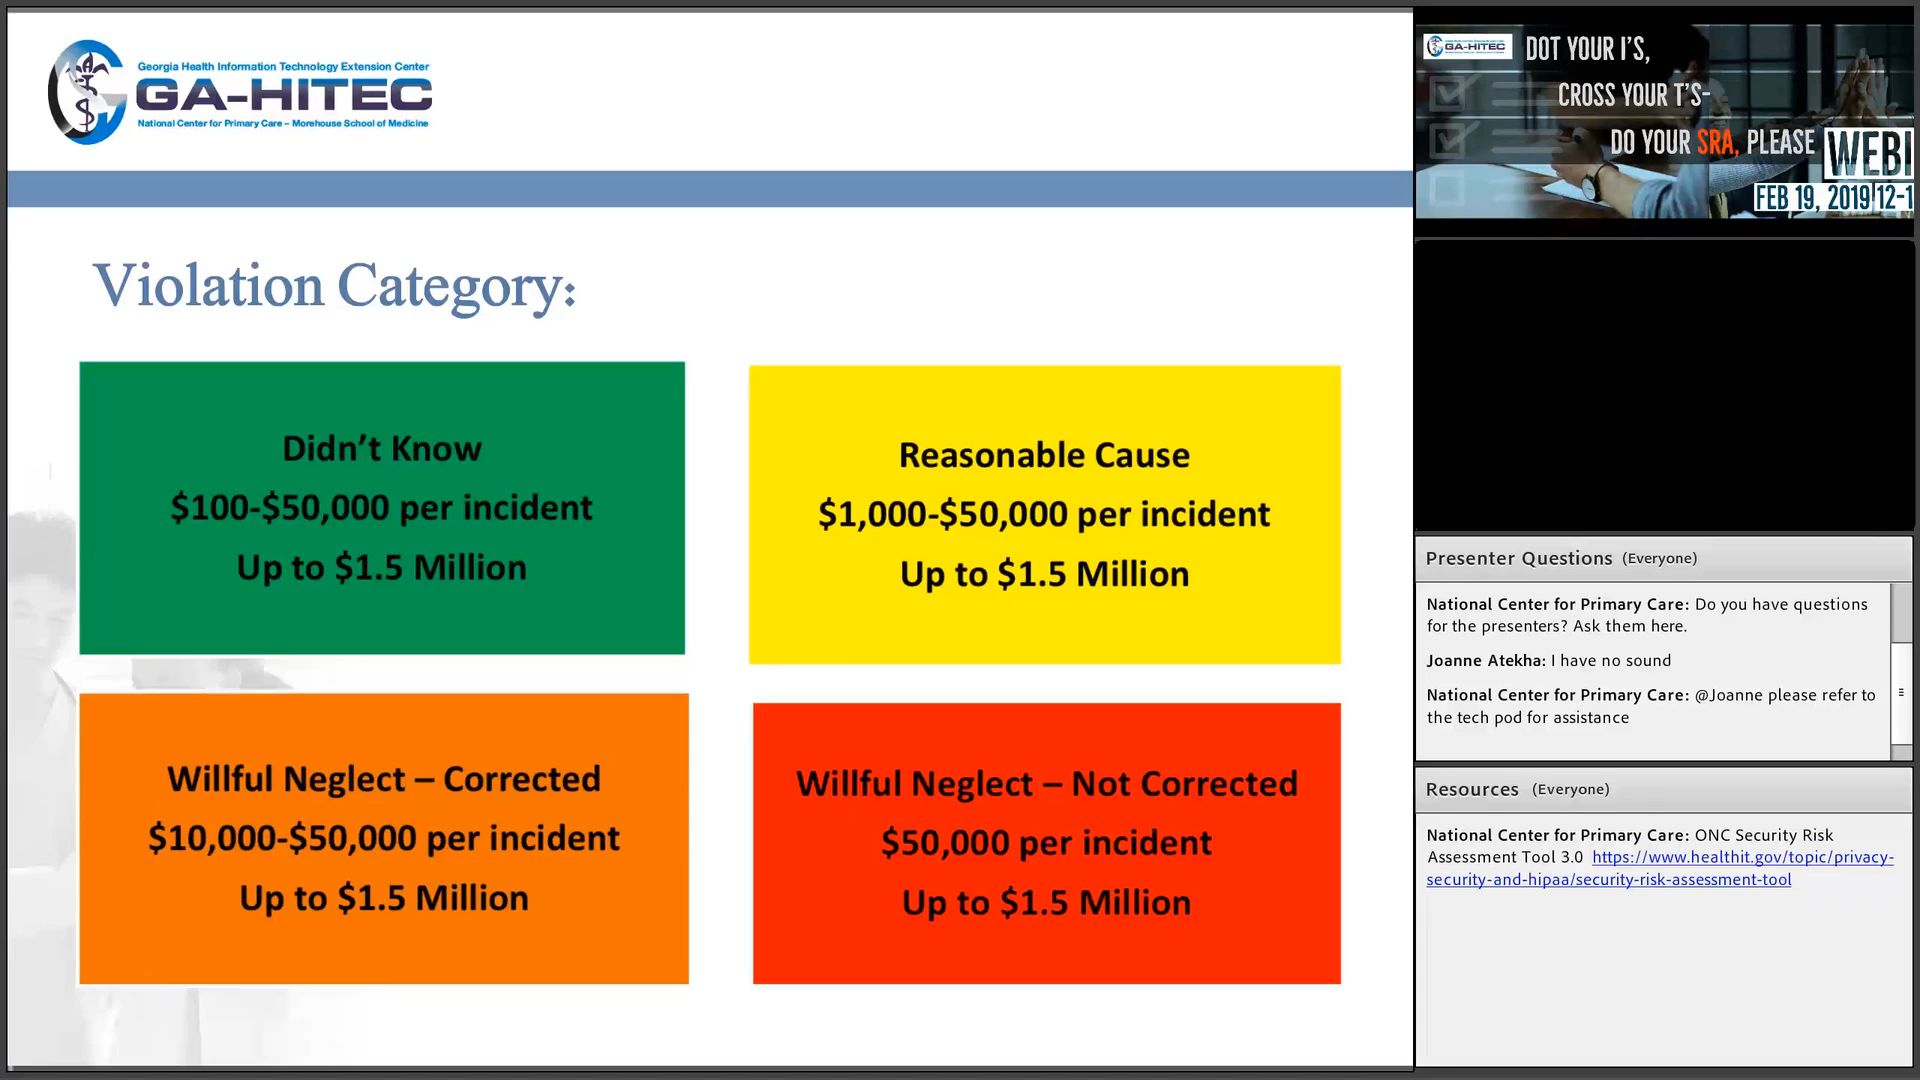 Georgia Health Information Technology Extension Center
GA-HITEC
National Center for Primary Care – Morehouse School of Medicine
Violation Category:
Didn't Know
$100-$50,000 per incident
Up to $1.5 Million
Reasonable Cause
$1,000-$50,000 per incident
Up to $1.5 Million
Willful Neglect – Corrected
$10,000-$50,000 per incident
Up to $1.5 Million
Willful Neglect – Not Corrected
$50,000 per incident
Up to $1.5 Million
GA-HITEC
DOT YOUR I'S,
CROSS YOUR T'S-
DO YOUR SRA, PLEASE
WEBI
FEB 19, 2019 12-1
Presenter Questions (Everyone)
National Center for Primary Care: Do you have questions
for the presenters? Ask them here.
Joanne Atekha: I have no sound
National Center for Primary Care: @Joanne please refer to
the tech pod for assistance
Resources (Everyone)
National Center for Primary Care: ONC Security Risk
Assessment Tool 3.0 https://www.healthit.gov/topic/privacy-
security-and-hipaa/security-risk-assessment-tool